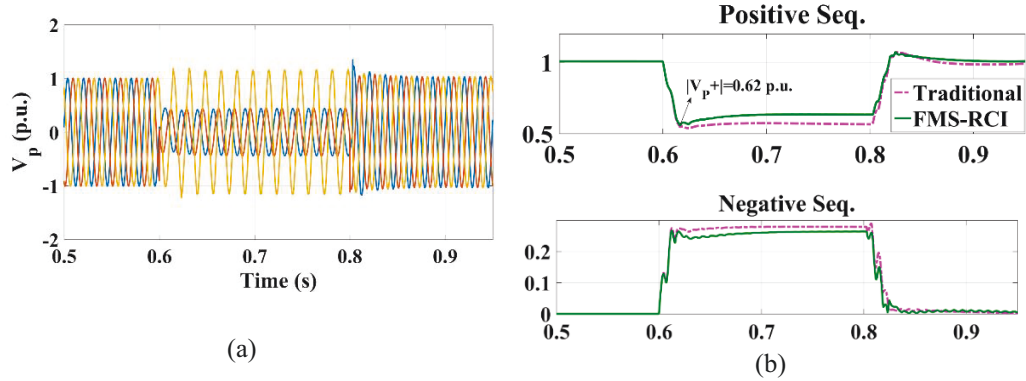 2
1
0
-1
-2
V_p (p.u.)
0.5 0.6 0.7 0.8 0.9
Time (s)
(a)
Positive Seq.
1
0.5
|V_p+|=0.62 p.u.
Traditional
FMS-RCI
0.5 0.6 0.7 0.8 0.9
Negative Seq.
0.2
0.1
0
0.5 0.6 0.7 0.8 0.9
(b)